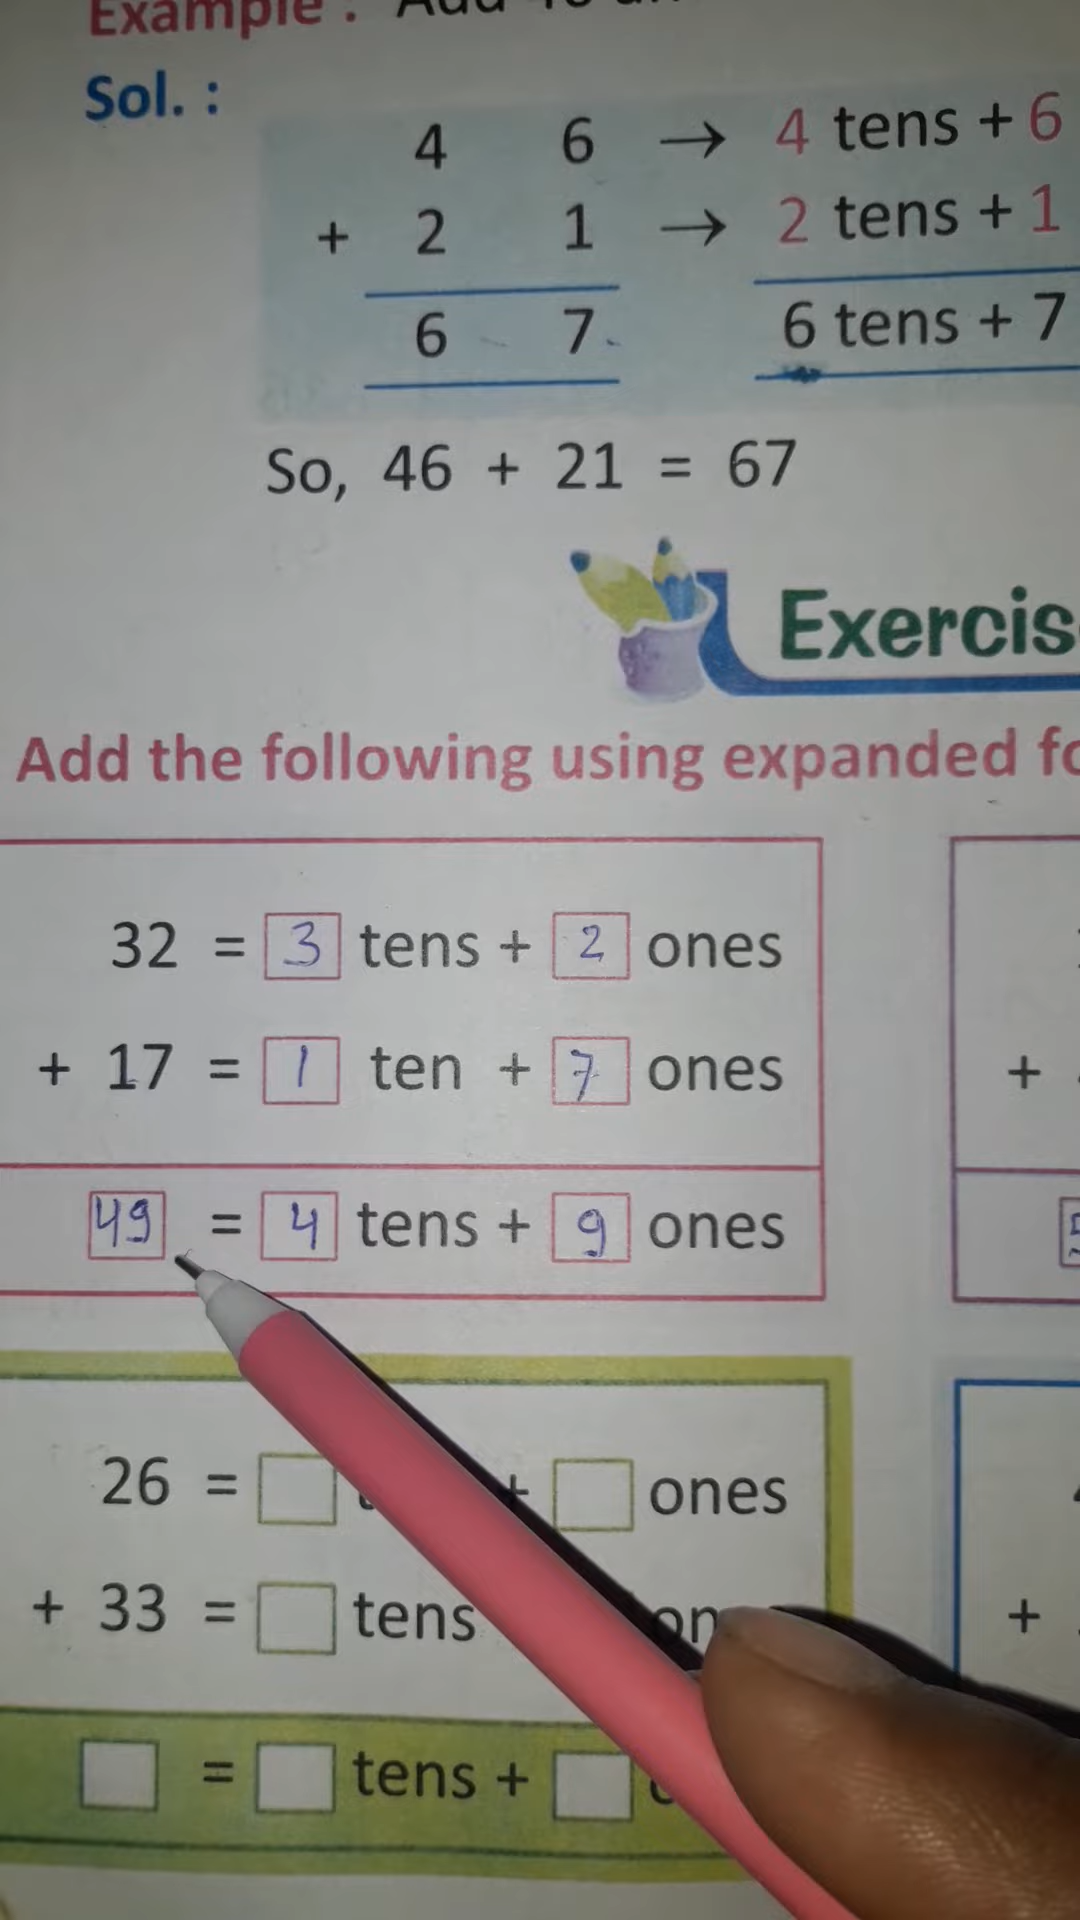 Example :
Sol. :
4 6 → 4 tens + 6
+ 2 1 → 2 tens + 1
6 7 6 tens + 7
So, 46 + 21 = 67
Add the following using expanded
32 = 3 tens + 2 ones
+ 17 = 1 ten + 7 ones +
49 = 4 tens + 9 ones
26 = + ones
+ 33 = tens +
= tens +